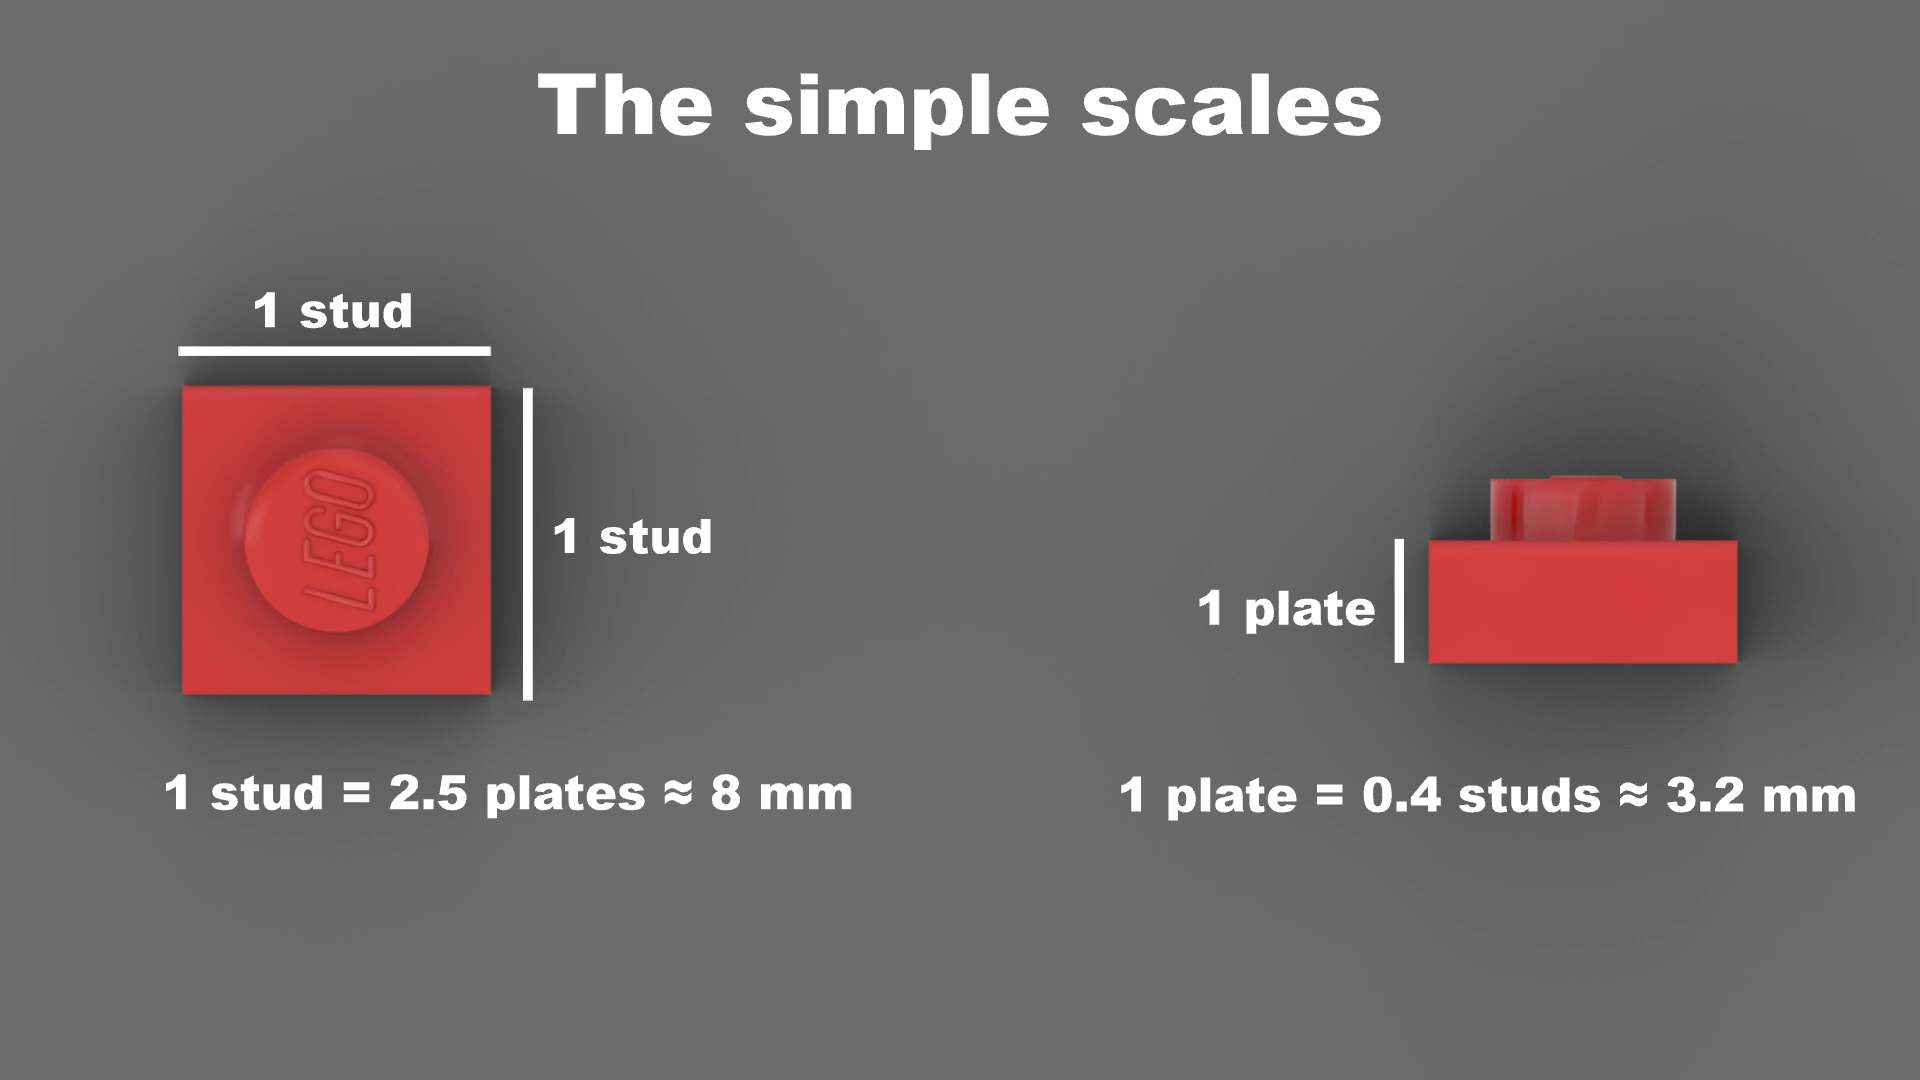 The simple scales
1 stud
LEGO
1 stud
1 plate
1 stud = 2.5 plates ≈ 8 mm
1 plate = 0.4 studs ≈ 3.2 mm